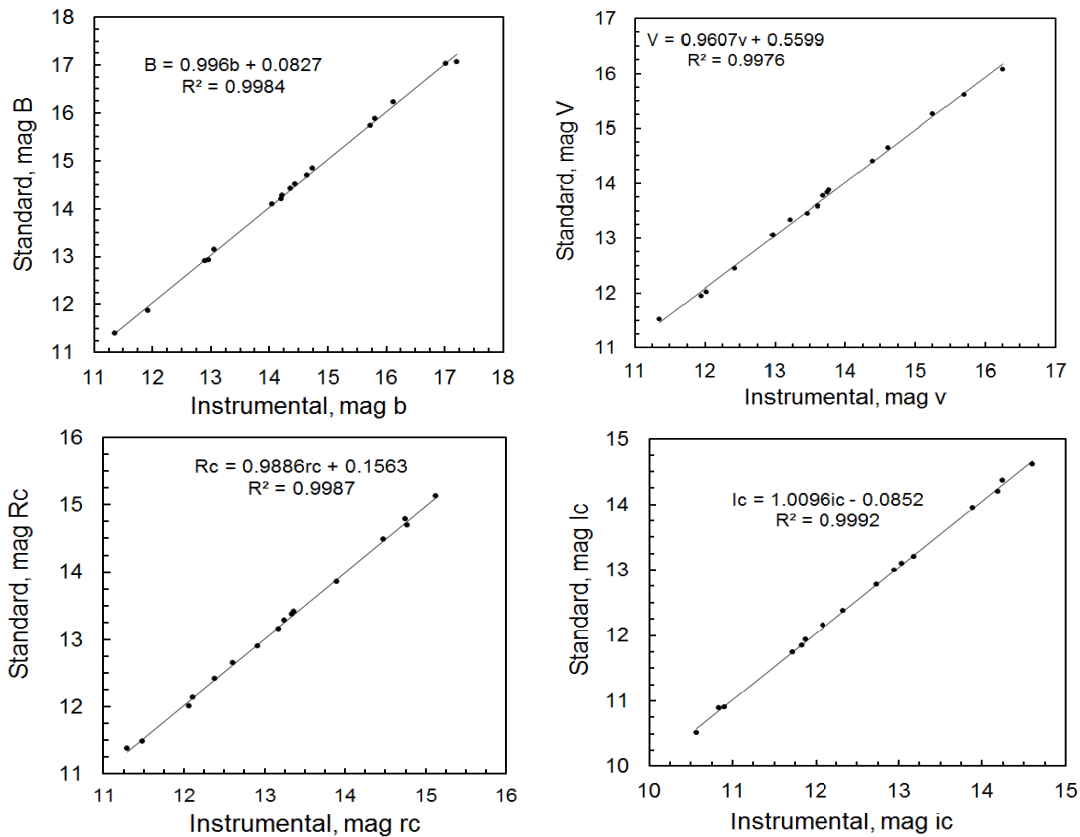 18
17
16
15
14
13
12
11
Standard, mag B
B = 0.996b + 0.0827
R² = 0.9984
11 12 13 14 15 16 17 18
Instrumental, mag b
17
16
15
14
13
12
11
Standard, mag V
V = 0.9607v + 0.5599
R² = 0.9976
11 12 13 14 15 16 17
Instrumental, mag v
16
15
14
13
12
11
Standard, mag Rc
Rc = 0.9886rc + 0.1563
R² = 0.9987
11 12 13 14 15 16
Instrumental, mag rc
15
14
13
12
11
10
Standard, mag Ic
Ic = 1.0096ic - 0.0852
R² = 0.9992
10 11 12 13 14 15
Instrumental, mag ic